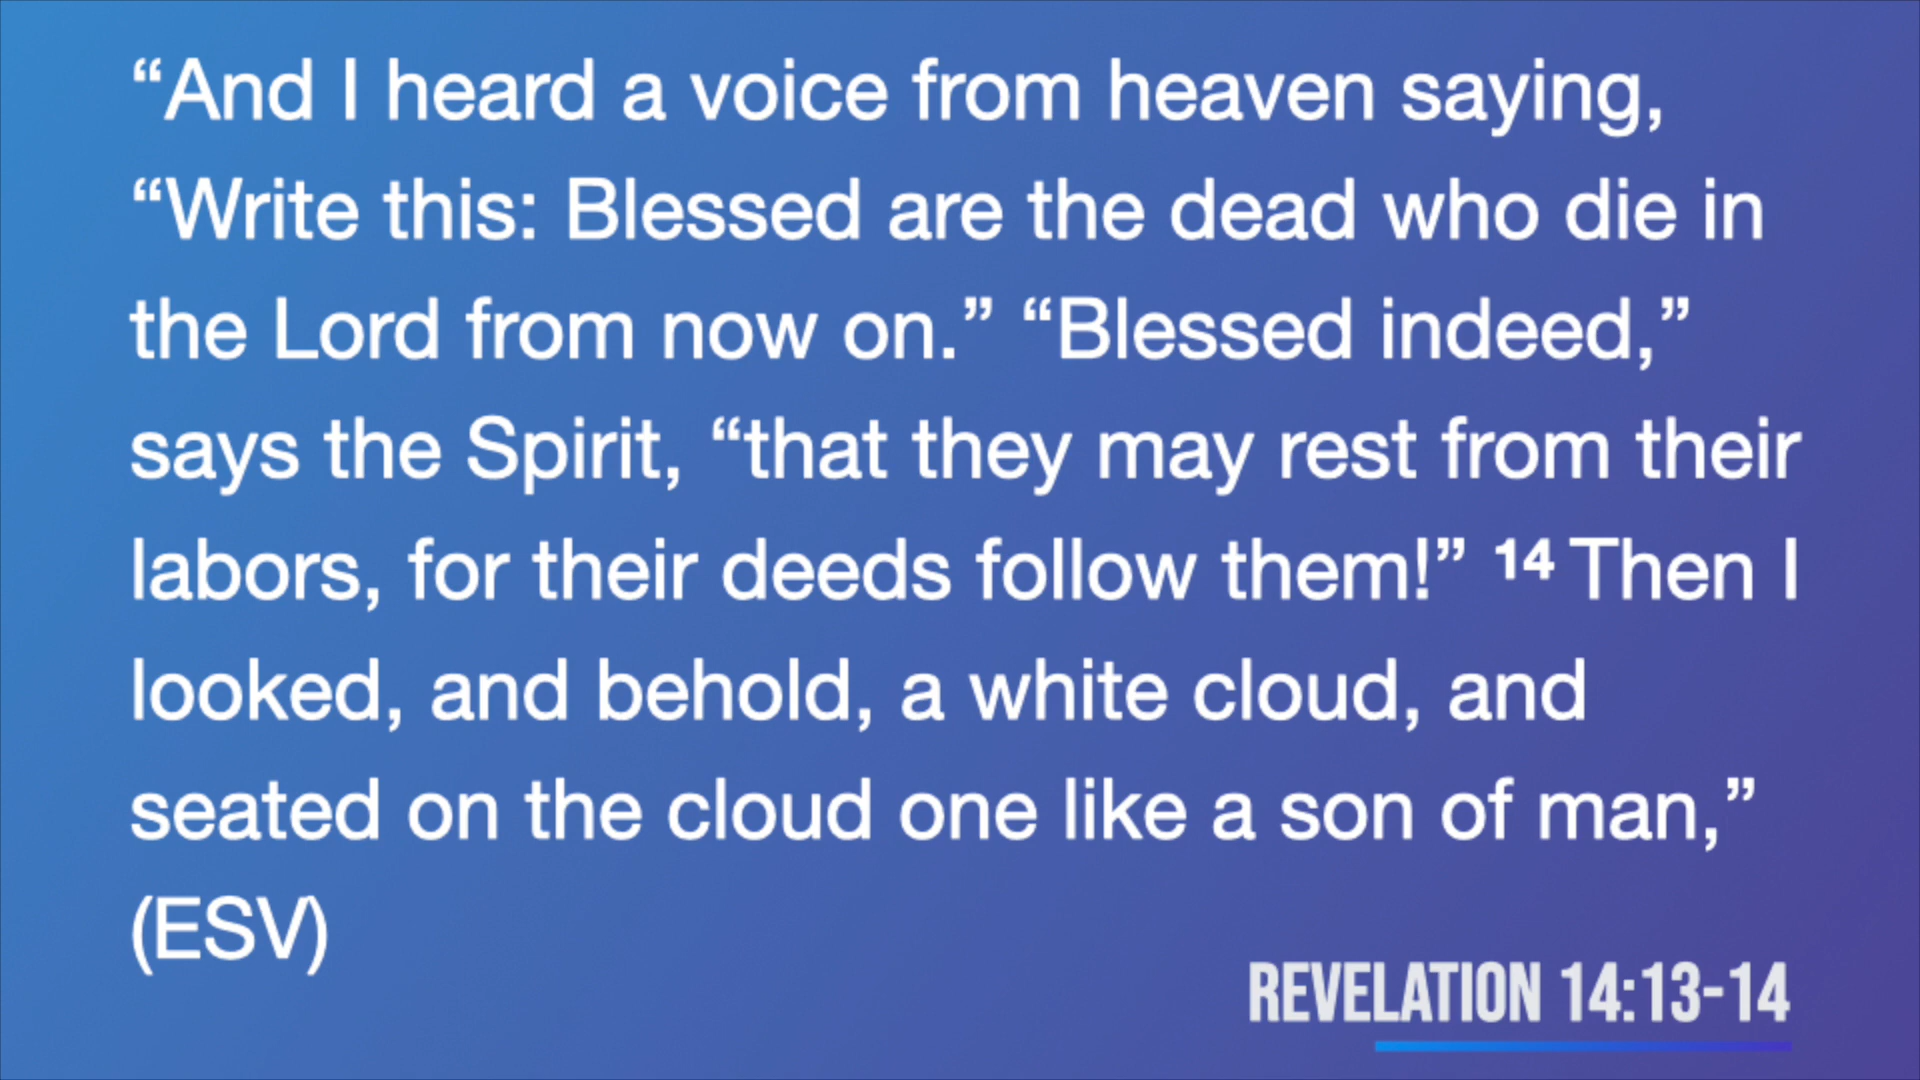 “And I heard a voice from heaven saying,
“Write this: Blessed are the dead who die in
the Lord from now on.” “Blessed indeed,”
says the Spirit, “that they may rest from their
labors, for their deeds follow them!” 14 Then I
looked, and behold, a white cloud, and
seated on the cloud one like a son of man,”
(ESV)
REVELATION 14:13-14